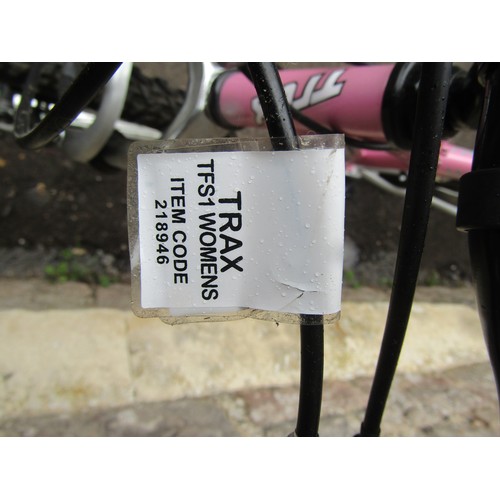 TRAX
TFS1 WOMENS
ITEM CODE
218946